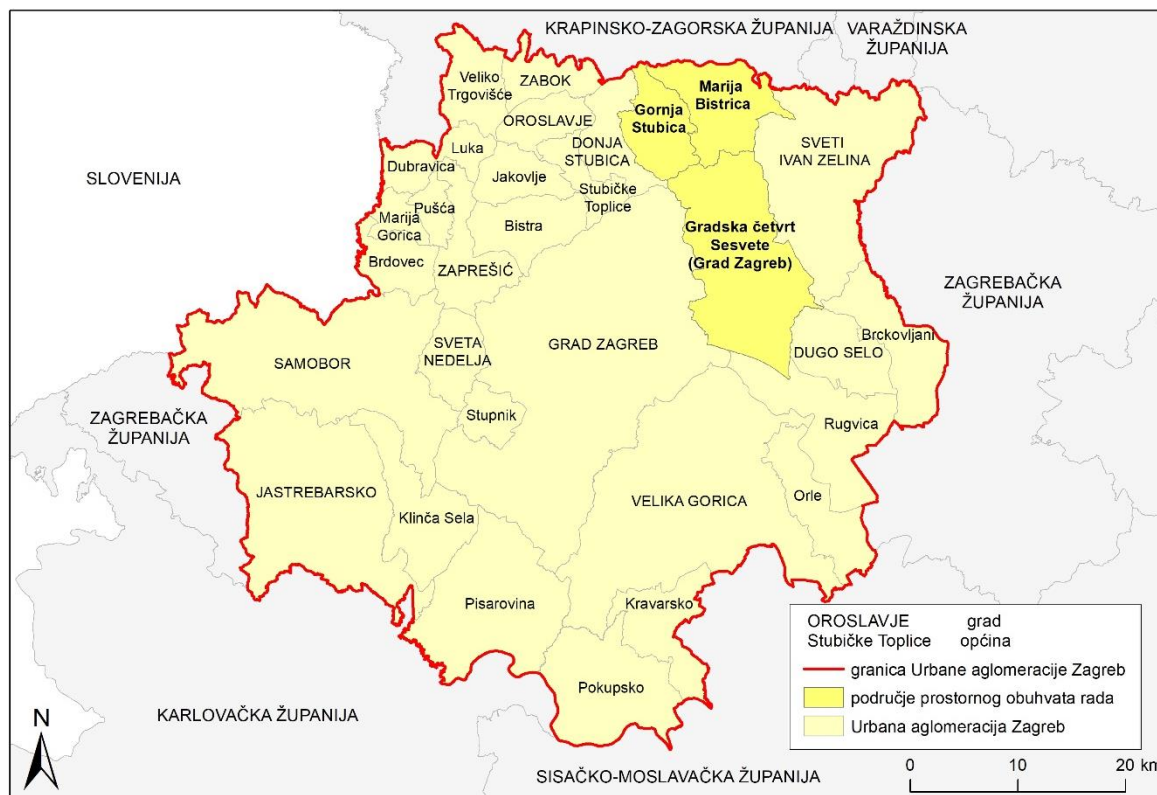 KRAPINSKO-ZAGORSKA ŽUPANIJA
VARAŽDINSKA
ŽUPANIJA
Veliko
Trgovišće
ZABOK
Marija
Bistrica
Gornja
Stubica
OROSLAVJE
SVETI
IVAN ZELINA
Luka
DONJA
STUBICA
Dubravica
Jakovlje
SLOVENIJA
Stubičke
Toplice
Pušća
Marija
Gorica
Bistra
Gradska četvrt
Sesvete
(Grad Zagreb)
Brdovec
ZAPREŠIĆ
ZAGREBAČKA
ŽUPANIJA
SVETA
NEDELJA
GRAD ZAGREB
Brckovljani
DUGO SELO
SAMOBOR
ZAGREBAČKA
ŽUPANIJA
Stupnik
Rugvica
JASTREBARSKO
VELIKA GORICA
Orle
Klinča Sela
Pisarovina
Kravarsko
Pokupsko
KARLOVAČKA ŽUPANIJA
SISAČKO-MOSLAVAČKA ŽUPANIJA
OROSLAVJE grad
Stubičke Toplice općina
granica Urbane aglomeracije Zagreb
područje prostornog obuhvata rada
Urbana aglomeracija Zagreb
N
0 10 20 km